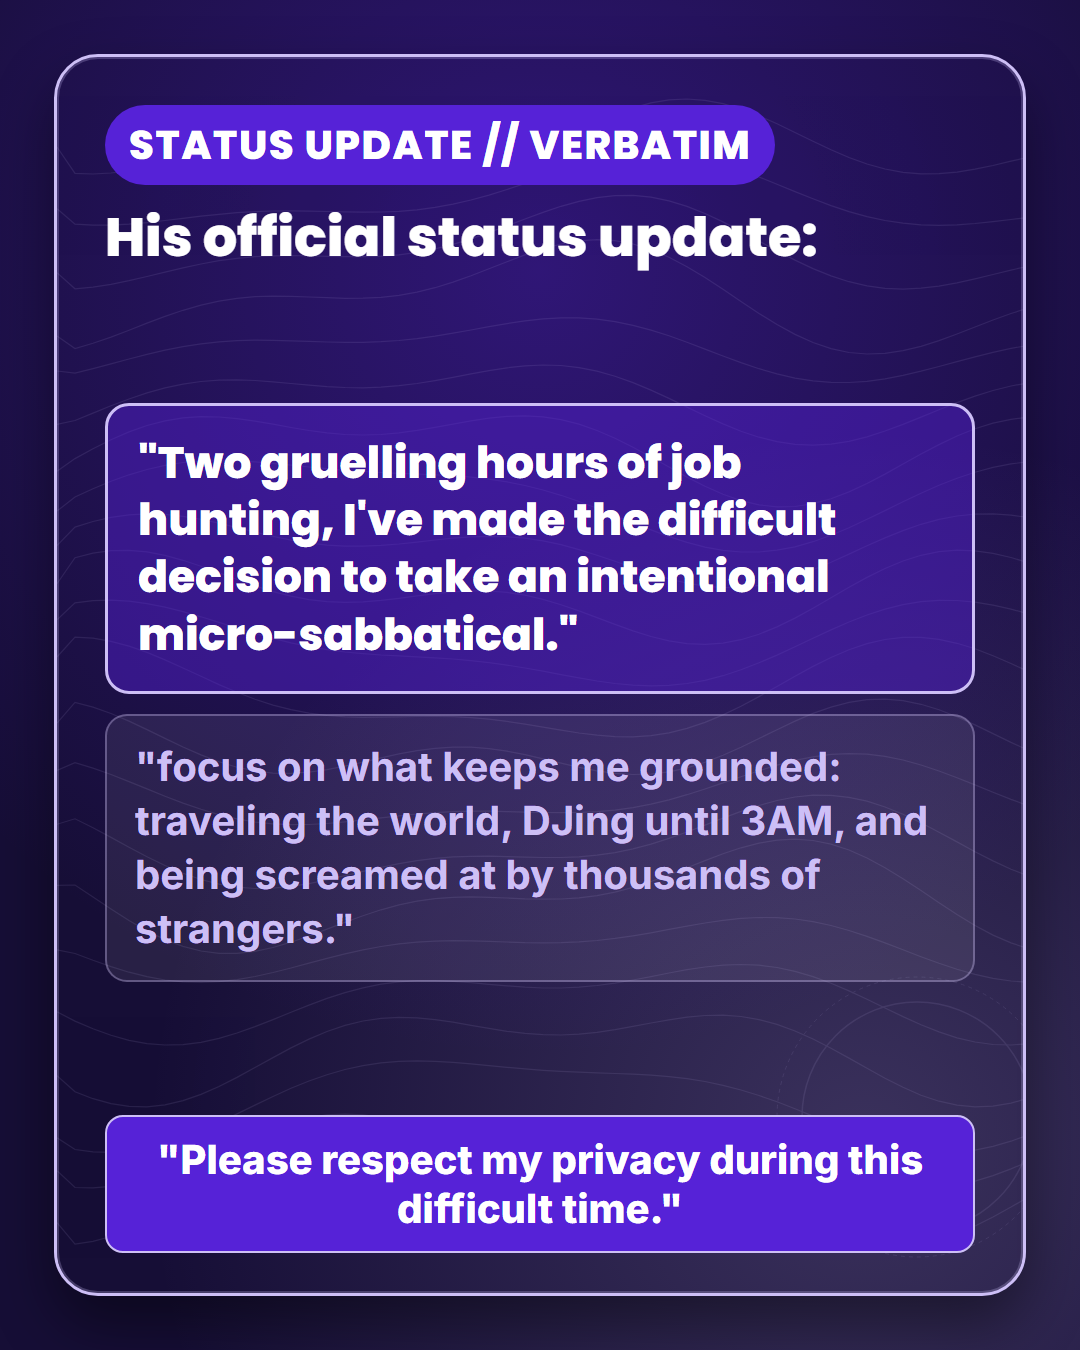 STATUS UPDATE // VERBATIM
His official status update:
"Two gruelling hours of job
hunting, I've made the difficult
decision to take an intentional
micro-sabbatical."
"focus on what keeps me grounded:
traveling the world, DJing until 3AM, and
being screamed at by thousands of
strangers."
"Please respect my privacy during this
difficult time."